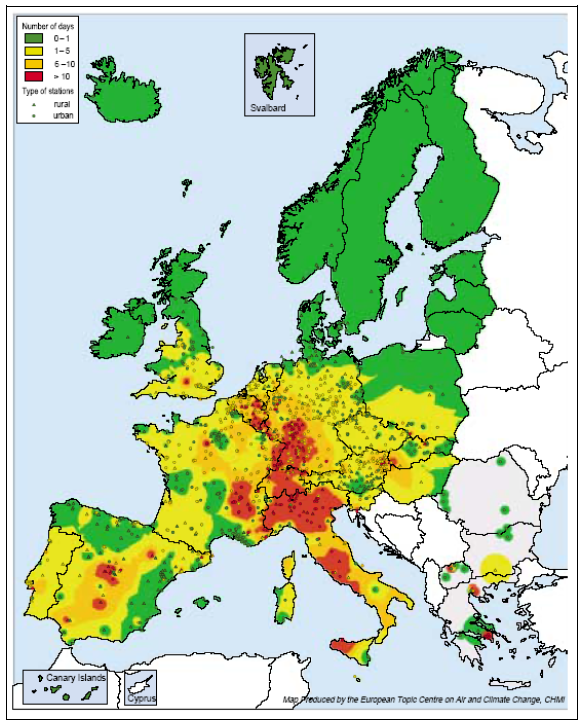 Number of days
0–1
1–5
6–10
> 10
Type of stations
rural
urban
Svalbard
Canary Islands
Cyprus
Map Produced by the European Topic Centre on Air and Climate Change, CHMI